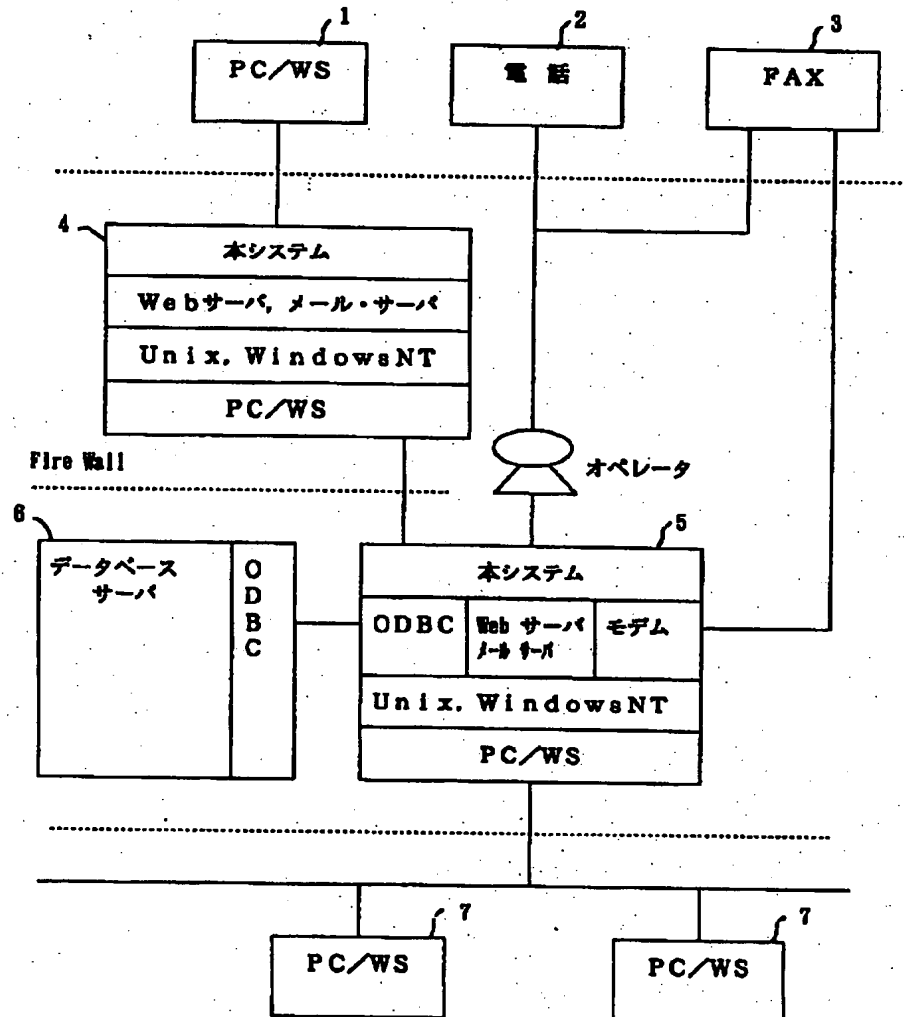 1
PC/WS
2
電話
3
FAX
4
本システム
Webサーバ, メール・サーバ
Unix. WindowsNT
PC/WS
Fire Wall
オペレータ
6
データベース
サーバ
ODBC
5
本システム
ODBC
Web サーバ
メール サーバ
モデム
Unix. WindowsNT
PC/WS
7
PC/WS
7
PC/WS